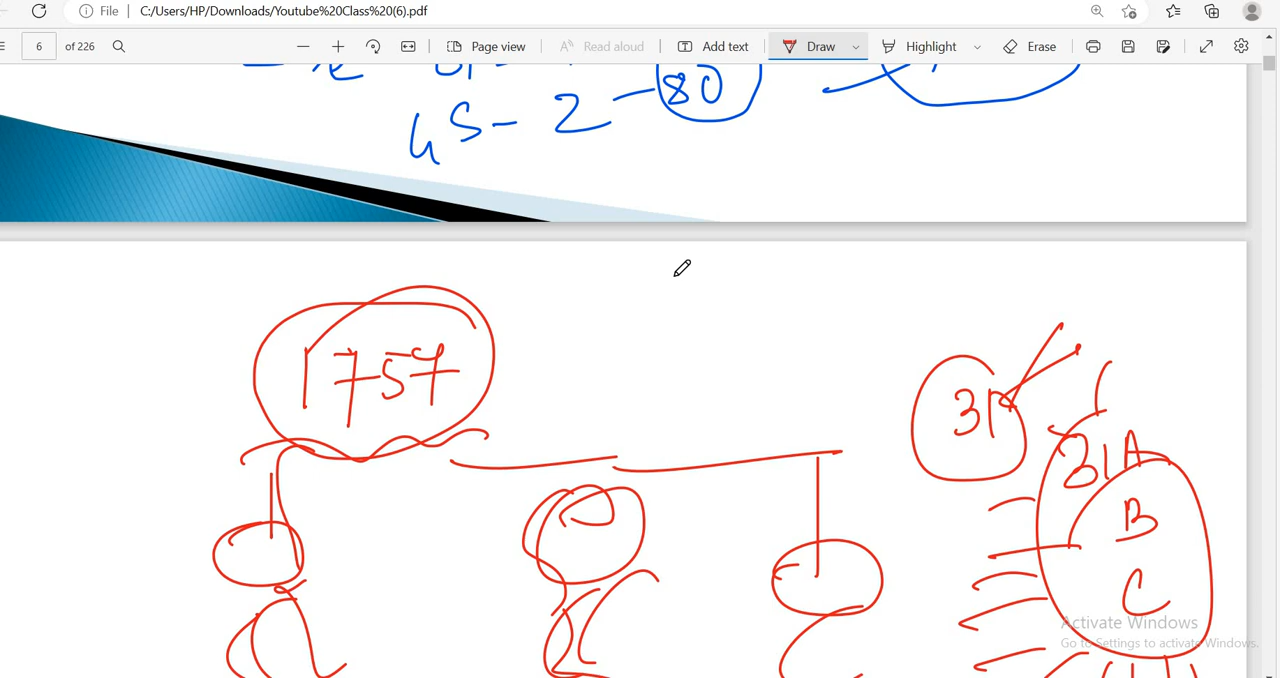 File | C:/Users/HP/Downloads/Youtube%20Class%20(6).pdf
6 of 226 Page view Read aloud Add text Draw Highlight Erase
80
45 - 2
1757
31
31A
B
C
Activate Windows
Go to Settings to activate Windows.